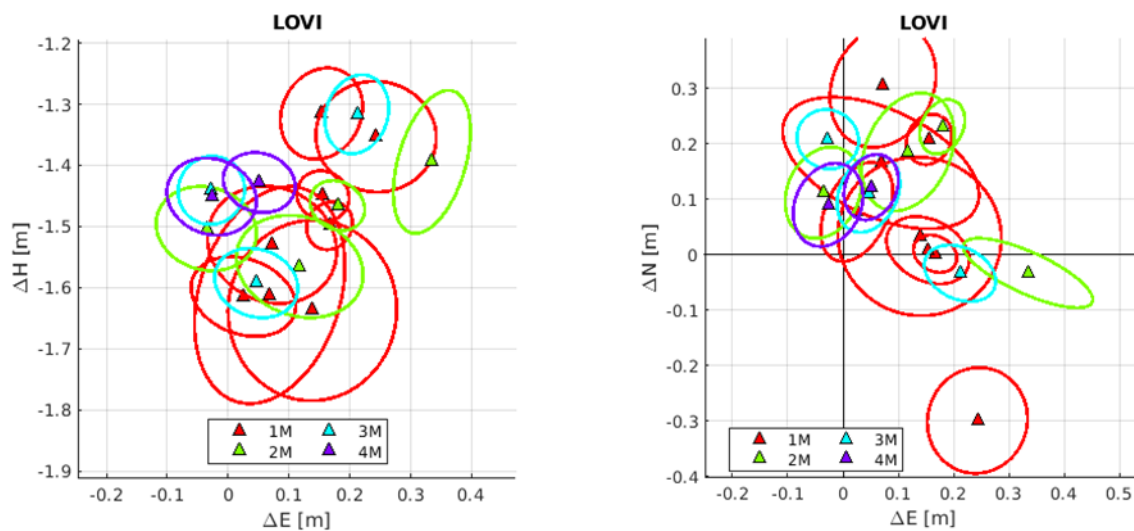 LOVI
-1.2
-1.3
-1.4
-1.5
-1.6
-1.7
-1.8
-1.9
ΔH [m]
1M 3M
2M 4M
-0.2 -0.1 0 0.1 0.2 0.3 0.4
ΔE [m]
LOVI
0.3
0.2
0.1
0
-0.1
-0.2
-0.3
-0.4
ΔN [m]
1M 3M
2M 4M
-0.2 -0.1 0 0.1 0.2 0.3 0.4 0.5
ΔE [m]